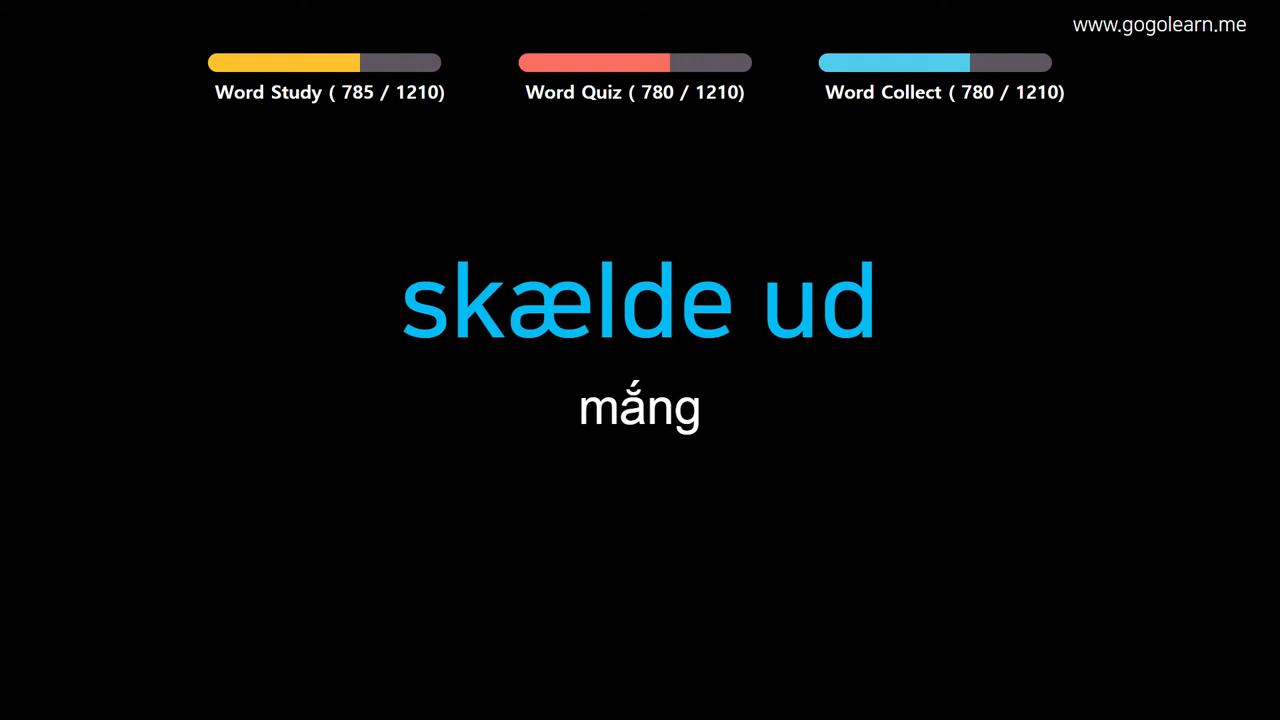 www.gogolearn.me
Word Study ( 785 / 1210)
Word Quiz ( 780 / 1210)
Word Collect ( 780 / 1210)
skælde ud
mắng